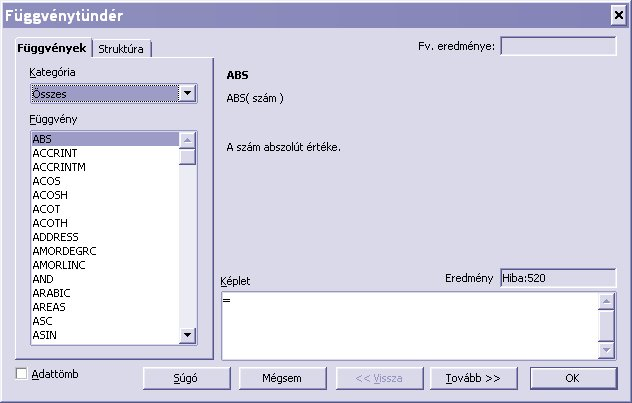 Függvénytündér
Függvények
Struktúra
Fv. eredménye:
Kategória
Összes
Függvény
ABS
ACCRINT
ACCRINTM
ACOS
ACOSH
ACOT
ACOTH
ADDRESS
AMORDEGRC
AMORLINC
AND
ARABIC
AREAS
ASC
ASIN
ABS
ABS( szám )
A szám abszolút értéke.
Képlet
Eredmény
Hiba:520
=
Adattömb
Súgó
Mégsem
<< Vissza
Tovább >>
OK